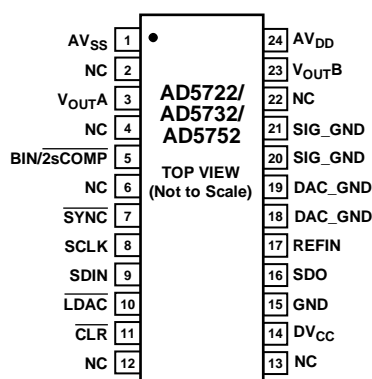 AVSS 1
NC 2
VOUTA 3
NC 4
BIN/2sCOMP 5
NC 6
SYNC 7
SCLK 8
SDIN 9
LDAC 10
CLR 11
NC 12
AD5722/
AD5732/
AD5752
TOP VIEW
(Not to Scale)
24 AVDD
23 VOUTB
22 NC
21 SIG_GND
20 SIG_GND
19 DAC_GND
18 DAC_GND
17 REFIN
16 SDO
15 GND
14 DVCC
13 NC